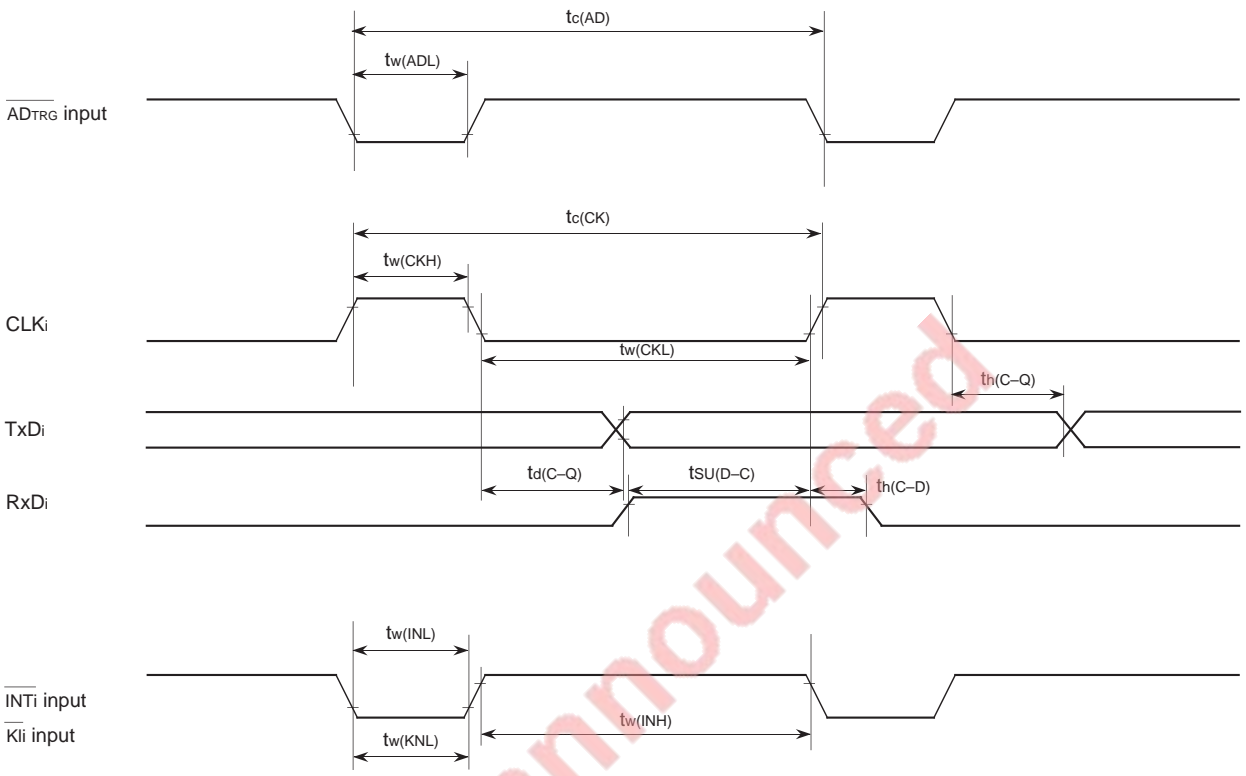 tc(AD)
tw(ADL)
ADTRG input
tc(CK)
tw(CKH)
CLKi
tw(CKL)
th(C–Q)
TxDi
td(C–Q)
tSU(D–C)
th(C–D)
RxDi
tw(INL)
INTi input
tw(INH)
KIi input
tw(KNL)
nnounced